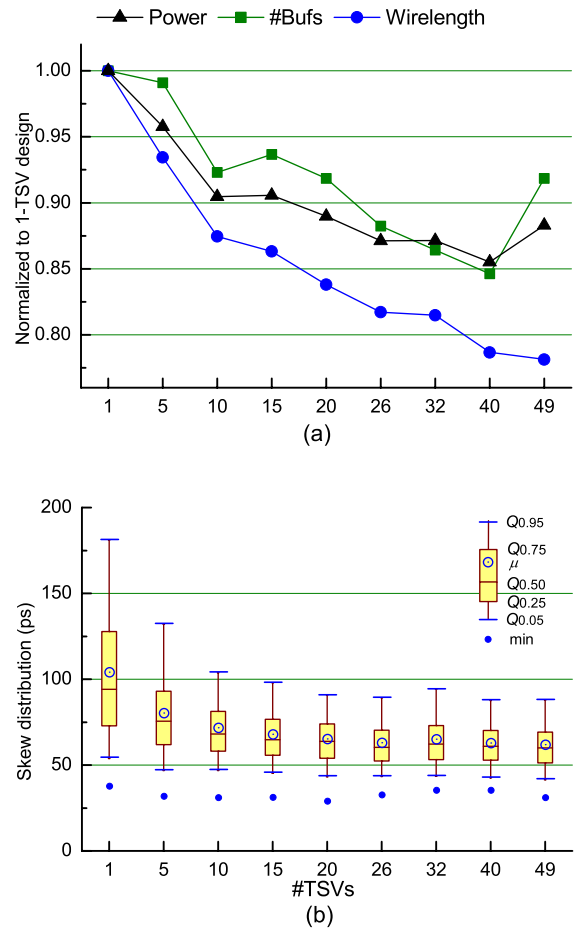 Power #Bufs Wirelength
1.00
0.95
0.90
0.85
0.80
Normalized to 1-TSV design
1 5 10 15 20 26 32 40 49
(a)
200
150
100
50
0
Skew distribution (ps)
Q0.95
Q0.75
μ
Q0.50
Q0.25
Q0.05
min
1 5 10 15 20 26 32 40 49
#TSVs
(b)